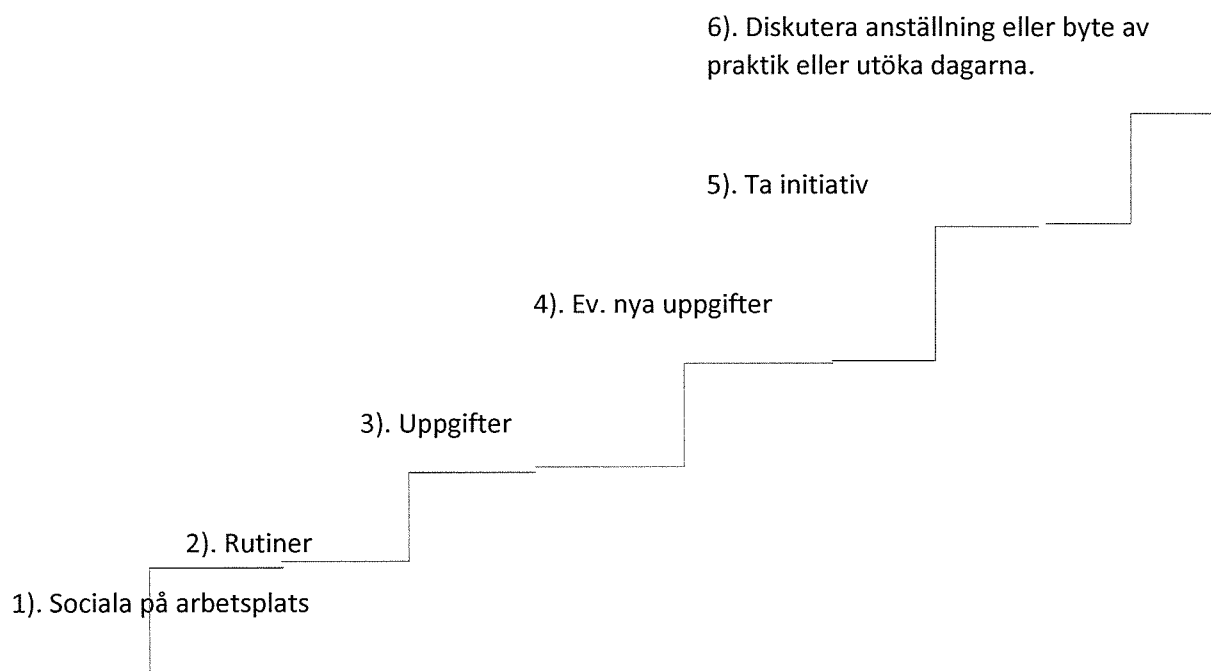 6). Diskutera anställning eller byte av
praktik eller utöka dagarna.
5). Ta initiativ
4). Ev. nya uppgifter
3). Uppgifter
2). Rutiner
1). Sociala på arbetsplats